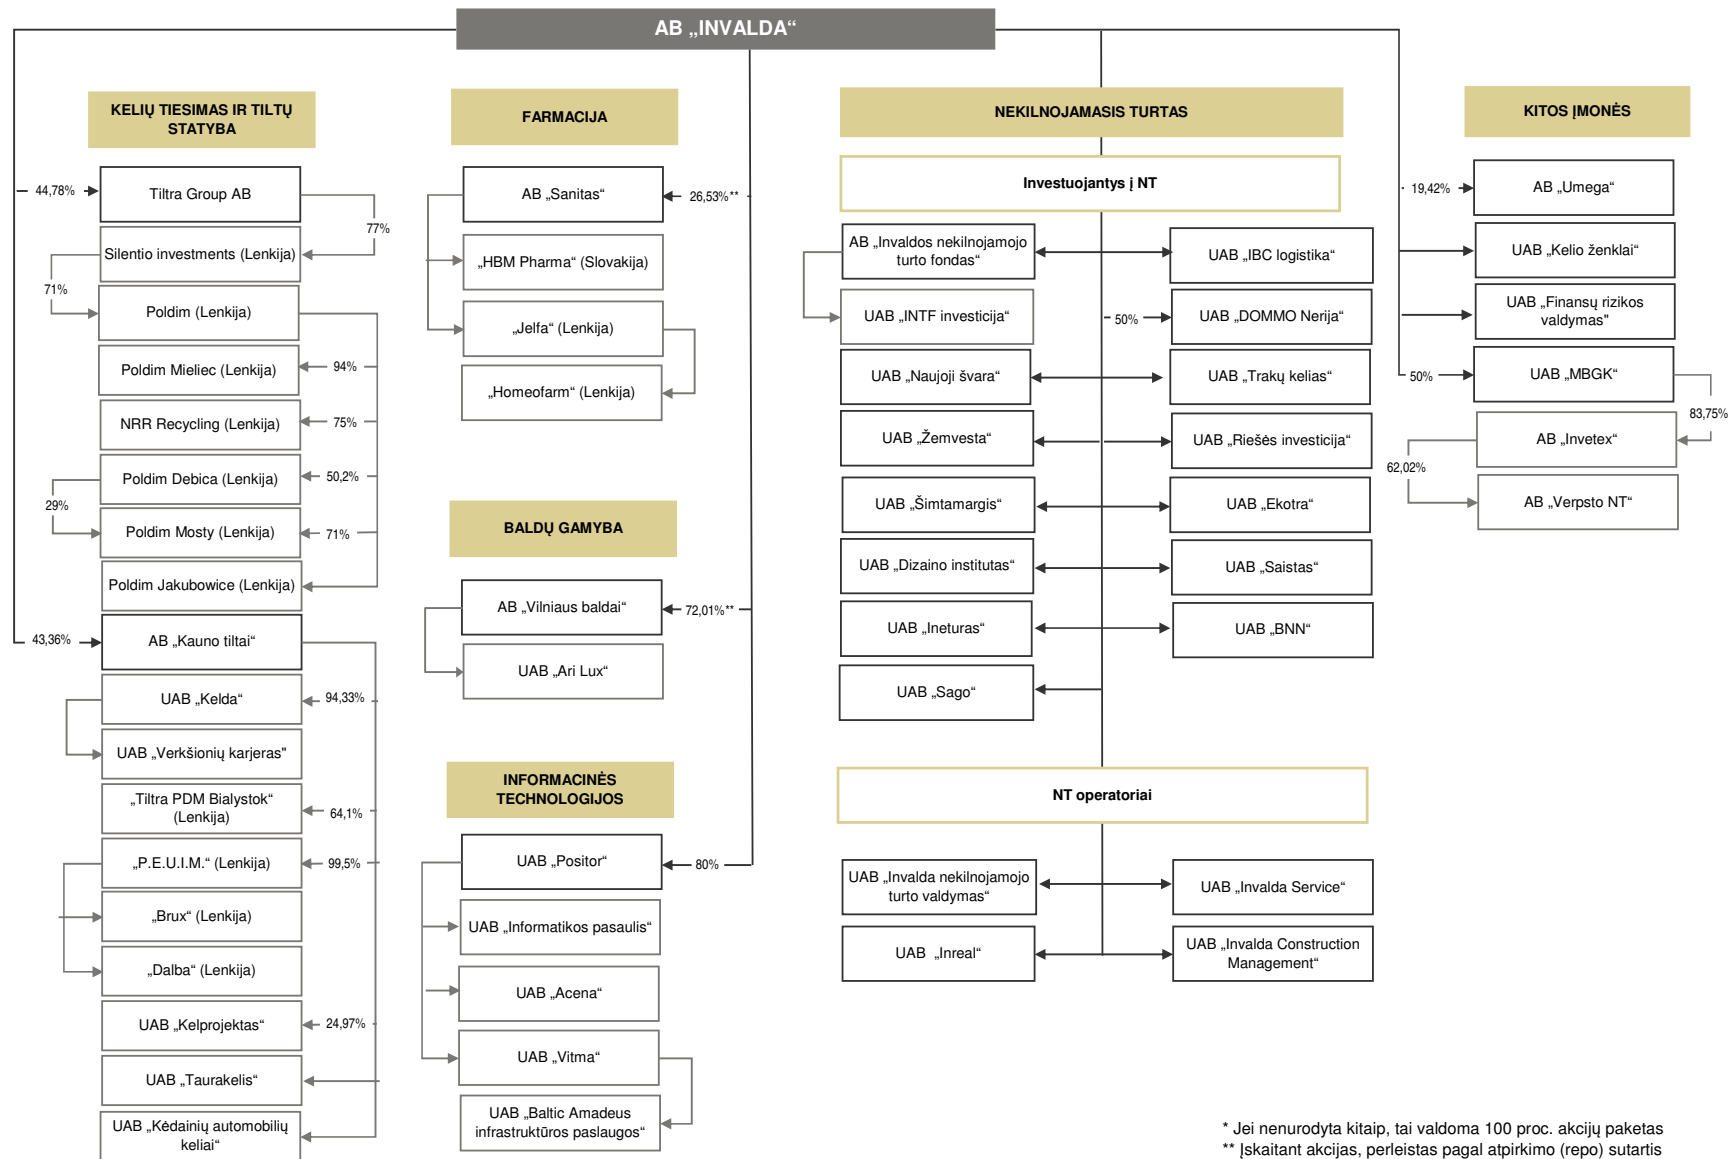 AB „INVALDA“
KELIŲ TIESIMAS IR TILTŲ
STATYBA
44,78%
Tiltra Group AB
77%
Silentio investments (Lenkija)
71%
Poldim (Lenkija)
Poldim Mieliec (Lenkija)
94%
NRR Recycling (Lenkija)
75%
Poldim Debica (Lenkija)
50,2%
29%
Poldim Mosty (Lenkija)
71%
Poldim Jakubowice (Lenkija)
43,36%
AB „Kauno tiltai“
UAB „Kelda“
94,33%
UAB „Verkšionių karjeras"
„Tiltra PDM Bialystok“
(Lenkija)
64,1%
„P.E.U.I.M.“ (Lenkija)
99,5%
„Brux“ (Lenkija)
„Dalba“ (Lenkija)
UAB „Kelprojektas“
24,97%
UAB „Taurakelis“
UAB „Kėdainių automobilių
keliai“
FARMACIJA
AB „Sanitas“
26,53%**
„HBM Pharma“ (Slovakija)
„Jelfa“ (Lenkija)
„Homeofarm“ (Lenkija)
BALDŲ GAMYBA
AB „Vilniaus baldai“
72,01%**
UAB „Ari Lux“
INFORMACINĖS
TECHNOLOGIJOS
UAB „Positor“
80%
UAB „Informatikos pasaulis“
UAB „Acena“
UAB „Vitma“
UAB „Baltic Amadeus
infrastruktūros paslaugos“
NEKILNOJAMASIS TURTAS
Investuojantys į NT
AB „Invaldos nekilnojamojo
turto fondas“
UAB „IBC logistika“
UAB „INTF investicija“
50%
UAB „DOMMO Nerija“
UAB „Naujoji švara“
UAB „Trakų kelias“
UAB „Žemvesta“
UAB „Riešės investicija“
UAB „Šimtamargis“
UAB „Ekotra“
UAB „Dizaino institutas“
UAB „Saistas“
UAB „Ineturas“
UAB „BNN“
UAB „Sago“
NT operatoriai
UAB „Invalda nekilnojamojo
turto valdymas“
UAB „Invalda Service“
UAB „Inreal“
UAB „Invalda Construction
Management“
KITOS ĮMONĖS
19,42%
AB „Umega“
UAB „Kelio ženklai“
UAB „Finansų rizikos
valdymas"
50%
UAB „MBGK“
83,75%
AB „Invetex“
62,02%
AB „Verpsto NT“
* Jei nenurodyta kitaip, tai valdoma 100 proc. akcijų paketas
** Įskaitant akcijas, perleistas pagal atpirkimo (repo) sutartis